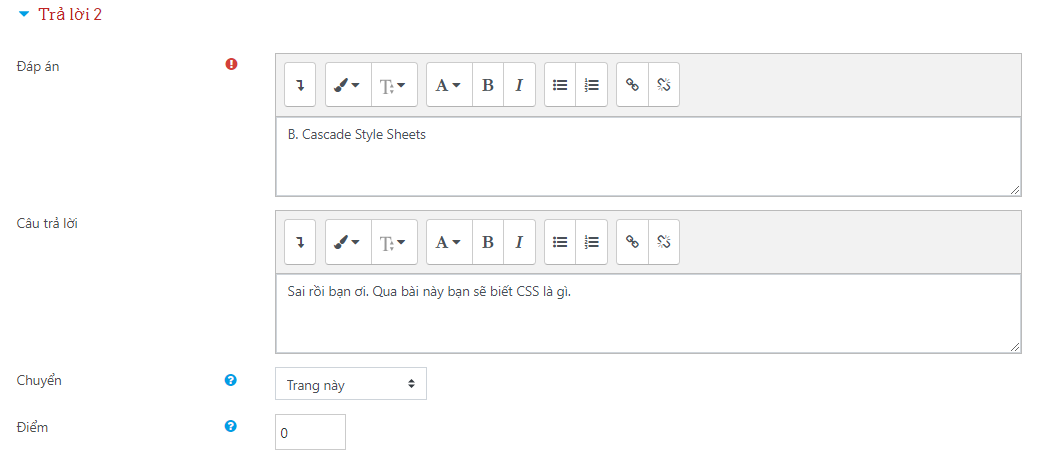 Trả lời 2
Đáp án
B. Cascade Style Sheets
Câu trả lời
Sai rồi bạn ơi. Qua bài này bạn sẽ biết CSS là gì.
Chuyển
Trang này
Điểm
0